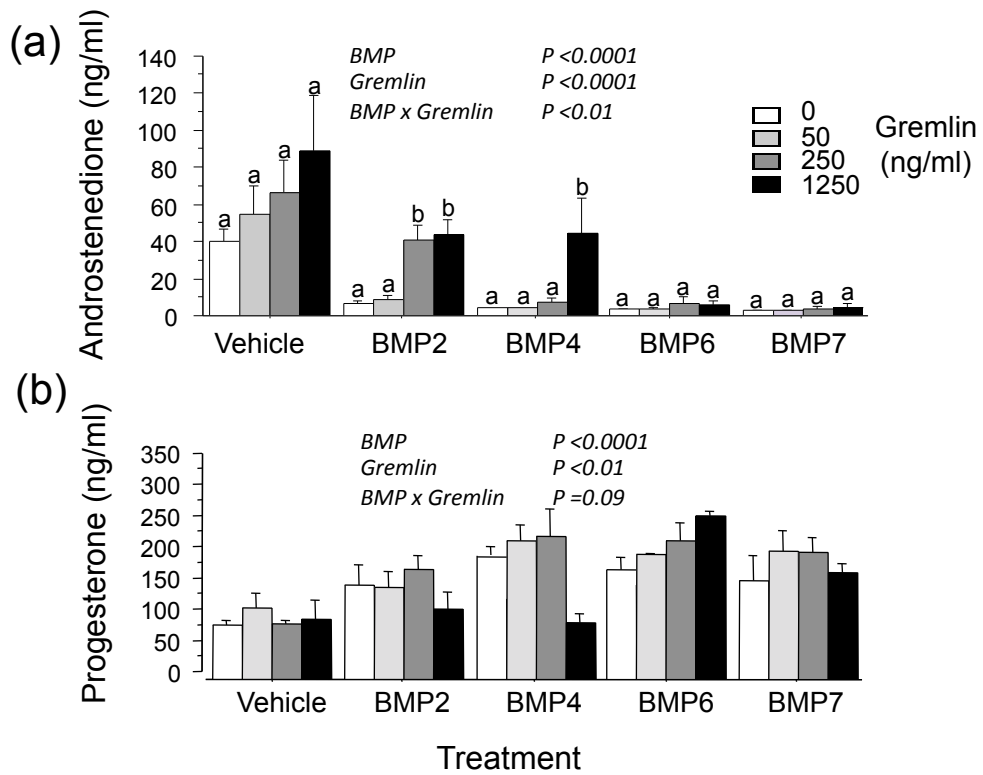 (a)
Androstenedione (ng/ml)
140
120
100
80
60
40
20
0
BMP P <0.0001
Gremlin P <0.0001
BMP x Gremlin P <0.01
0
50
250
1250
Gremlin
(ng/ml)
a a a a
a a b b
a a a b
a a a a
a a a a
Vehicle BMP2 BMP4 BMP6 BMP7
(b)
Progesterone (ng/ml)
350
300
250
200
150
100
50
0
BMP P <0.0001
Gremlin P <0.01
BMP x Gremlin P =0.09
Vehicle BMP2 BMP4 BMP6 BMP7
Treatment